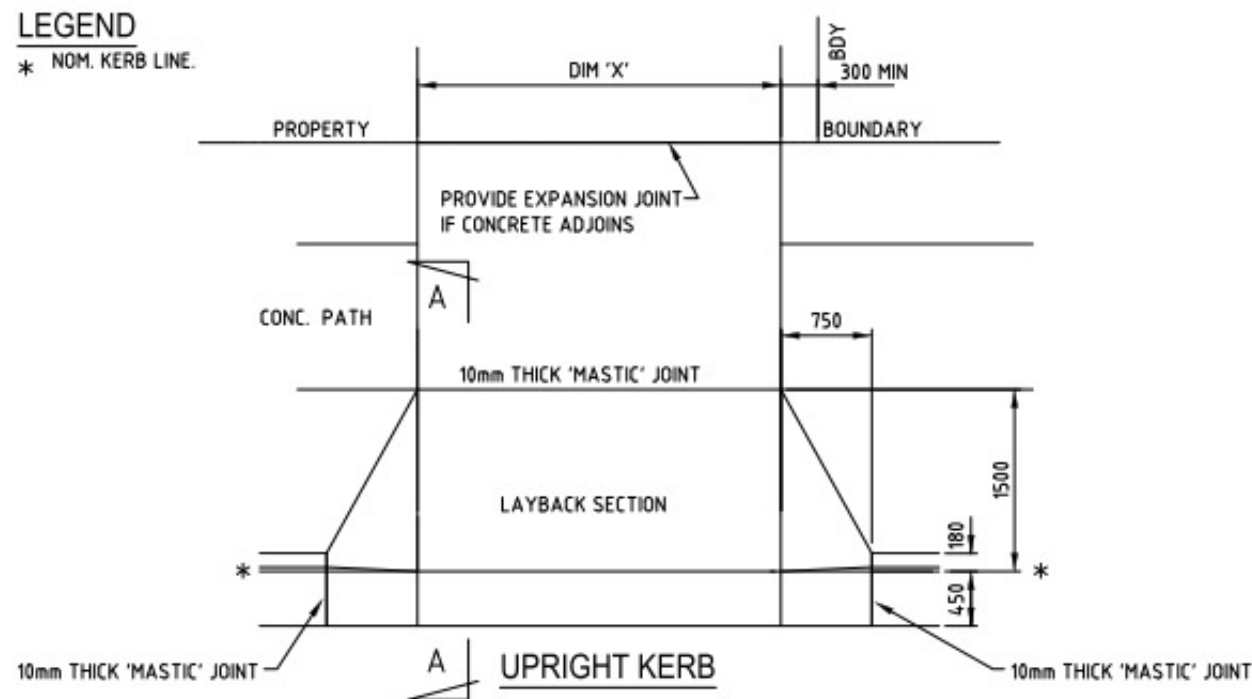 LEGEND
* NOM. KERB LINE.
BDY
DIM 'X'
300 MIN
PROPERTY
BOUNDARY
PROVIDE EXPANSION JOINT
IF CONCRETE ADJOINS
A
CONC. PATH
750
10mm THICK 'MASTIC' JOINT
1500
LAYBACK SECTION
180
*
*
450
10mm THICK 'MASTIC' JOINT
A
UPRIGHT KERB
10mm THICK 'MASTIC' JOINT